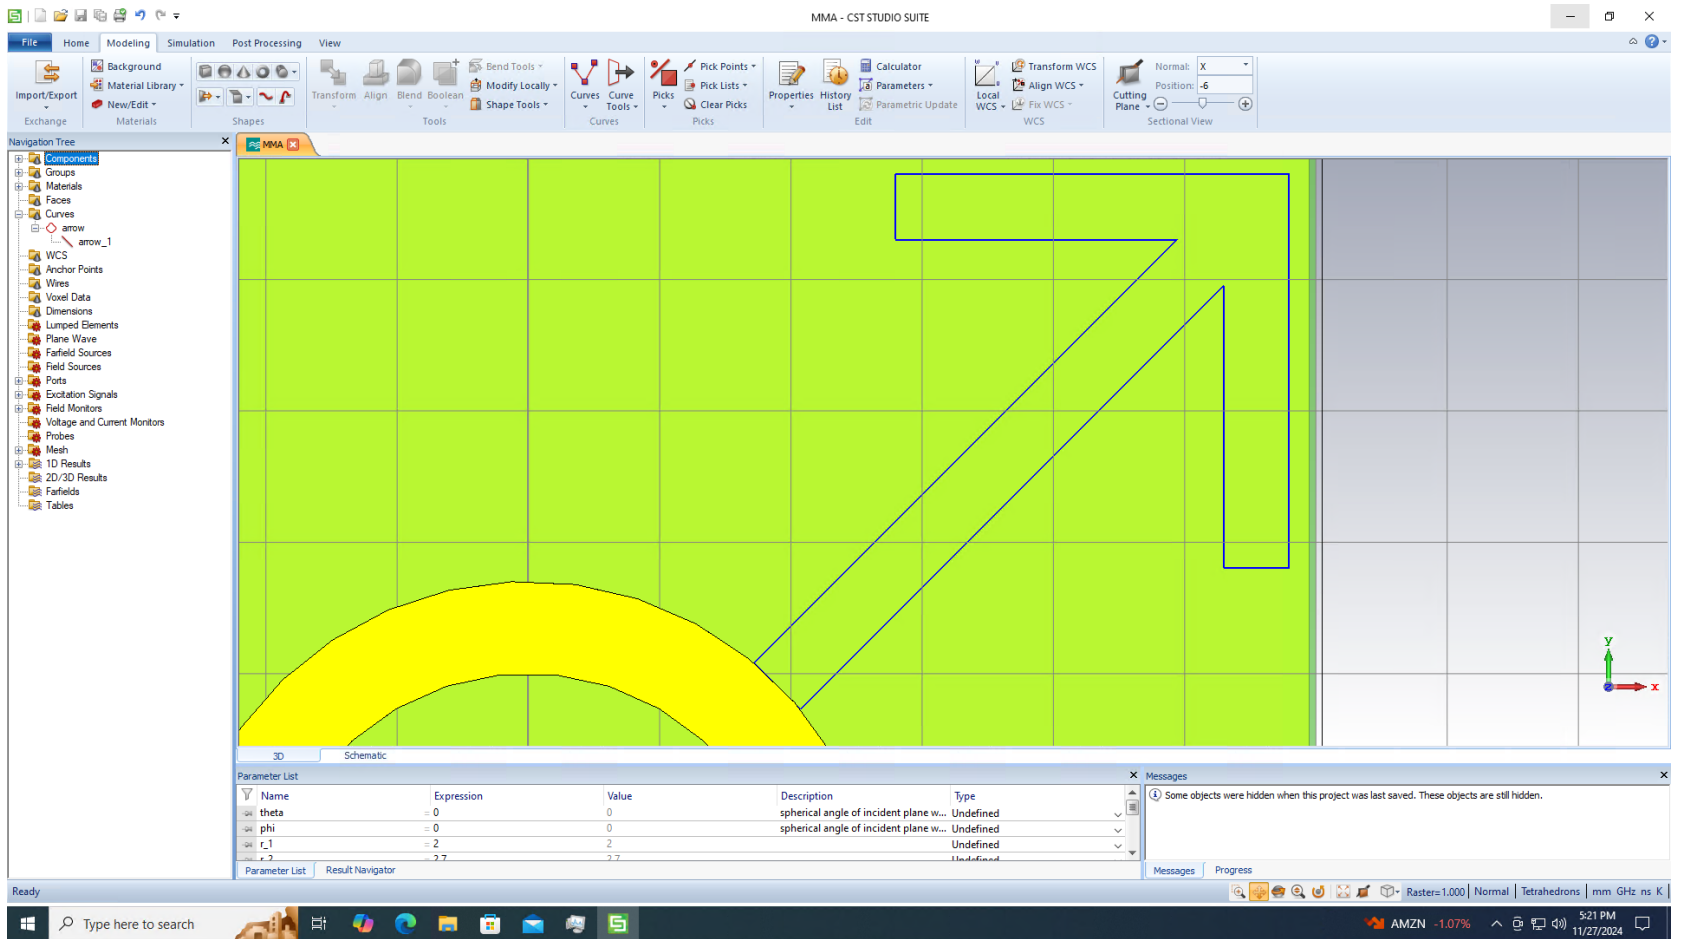 MMA - CST STUDIO SUITE
File Home Modeling Simulation Post Processing View
Import/Export
Exchange
Background
Material Library
New/Edit
Materials
Shapes
Transform Align Blend Boolean
Bend Tools
Modify Locally
Shape Tools
Tools
Curves Curve Tools
Curves
Picks
Pick Points
Pick Lists
Clear Picks
Picks
Properties History List
Calculator
Parameters
Parametric Update
Edit
Local WCS
Transform WCS
Align WCS
Fix WCS
WCS
Cutting Plane
Normal: X
Position: -6
Sectional View
Navigation Tree
Components
Groups
Materials
Faces
Curves
arrow
arrow_1
WCS
Anchor Points
Wires
Voxel Data
Dimensions
Lumped Elements
Plane Wave
Farfield Sources
Field Sources
Ports
Excitation Signals
Field Monitors
Voltage and Current Monitors
Probes
Mesh
1D Results
2D/3D Results
Farfields
Tables
MMA
y
x
3D Schematic
Parameter List
Name Expression Value Description Type
theta = 0 0 spherical angle of incident plane w... Undefined
phi = 0 0 spherical angle of incident plane w... Undefined
r_1 = 2 2 Undefined
r_2 = 2.7 2.7 Undefined
Parameter List Result Navigator
Messages
Some objects were hidden when this project was last saved. These objects are still hidden.
Messages Progress
Ready
Raster=1.000 Normal Tetrahedrons mm GHz ns K
Type here to search
AMZN -1.07%
5:21 PM
11/27/2024